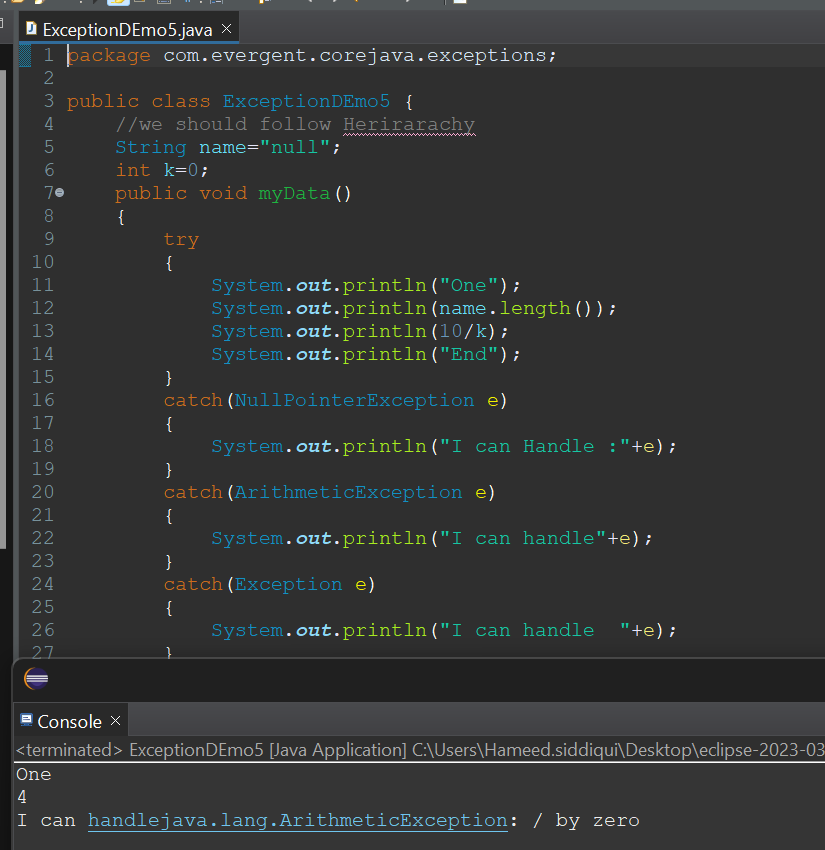 ExceptionDEmo5.java ×
1 package com.evergent.corejava.exceptions;
2
3 public class ExceptionDEmo5 {
4 //we should follow Herirarachy
5 String name="null";
6 int k=0;
7 public void myData()
8 {
9 try
10 {
11 System.out.println("One");
12 System.out.println(name.length());
13 System.out.println(10/k);
14 System.out.println("End");
15 }
16 catch(NullPointerException e)
17 {
18 System.out.println("I can Handle :"+e);
19 }
20 catch(ArithmeticException e)
21 {
22 System.out.println("I can handle"+e);
23 }
24 catch(Exception e)
25 {
26 System.out.println("I can handle  "+e);
27 }
Console ×
<terminated> ExceptionDEmo5 [Java Application] C:\Users\Hameed.siddiqui\Desktop\eclipse-2023-03
One
4
I can handlejava.lang.ArithmeticException: / by zero